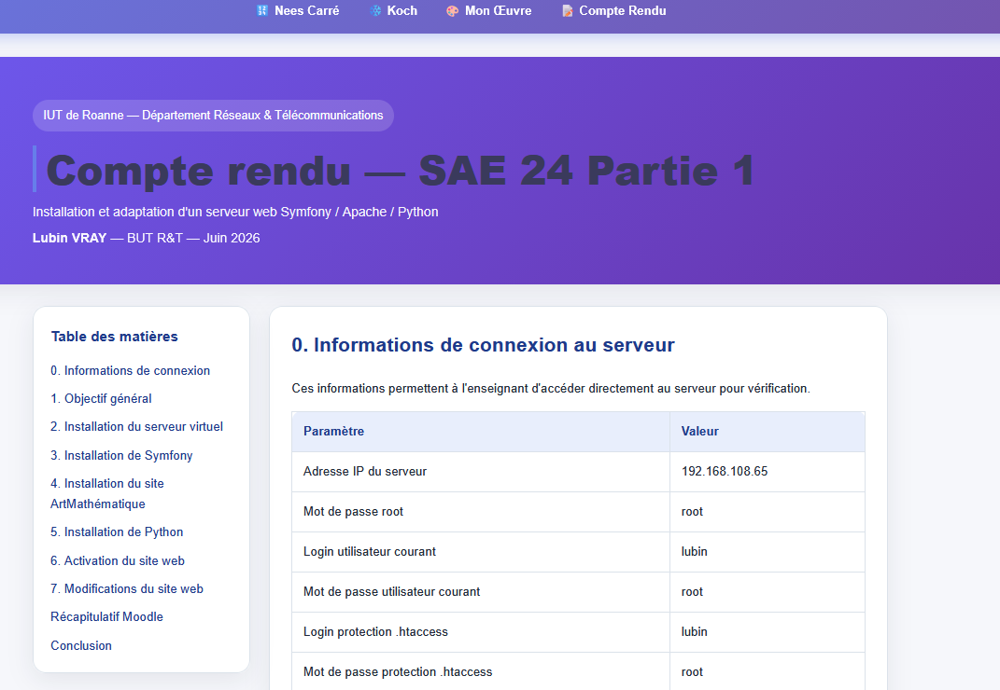 Nees Carré Koch Mon Œuvre Compte Rendu
IUT de Roanne — Département Réseaux & Télécommunications
Compte rendu — SAE 24 Partie 1
Installation et adaptation d'un serveur web Symfony / Apache / Python
Lubin VRAY — BUT R&T — Juin 2026
Table des matières
0. Informations de connexion
1. Objectif général
2. Installation du serveur virtuel
3. Installation de Symfony
4. Installation du site
ArtMathématique
5. Installation de Python
6. Activation du site web
7. Modifications du site web
Récapitulatif Moodle
Conclusion
0. Informations de connexion au serveur
Ces informations permettent à l'enseignant d'accéder directement au serveur pour vérification.
Paramètre Valeur
Adresse IP du serveur 192.168.108.65
Mot de passe root root
Login utilisateur courant lubin
Mot de passe utilisateur courant root
Login protection .htaccess lubin
Mot de passe protection .htaccess root